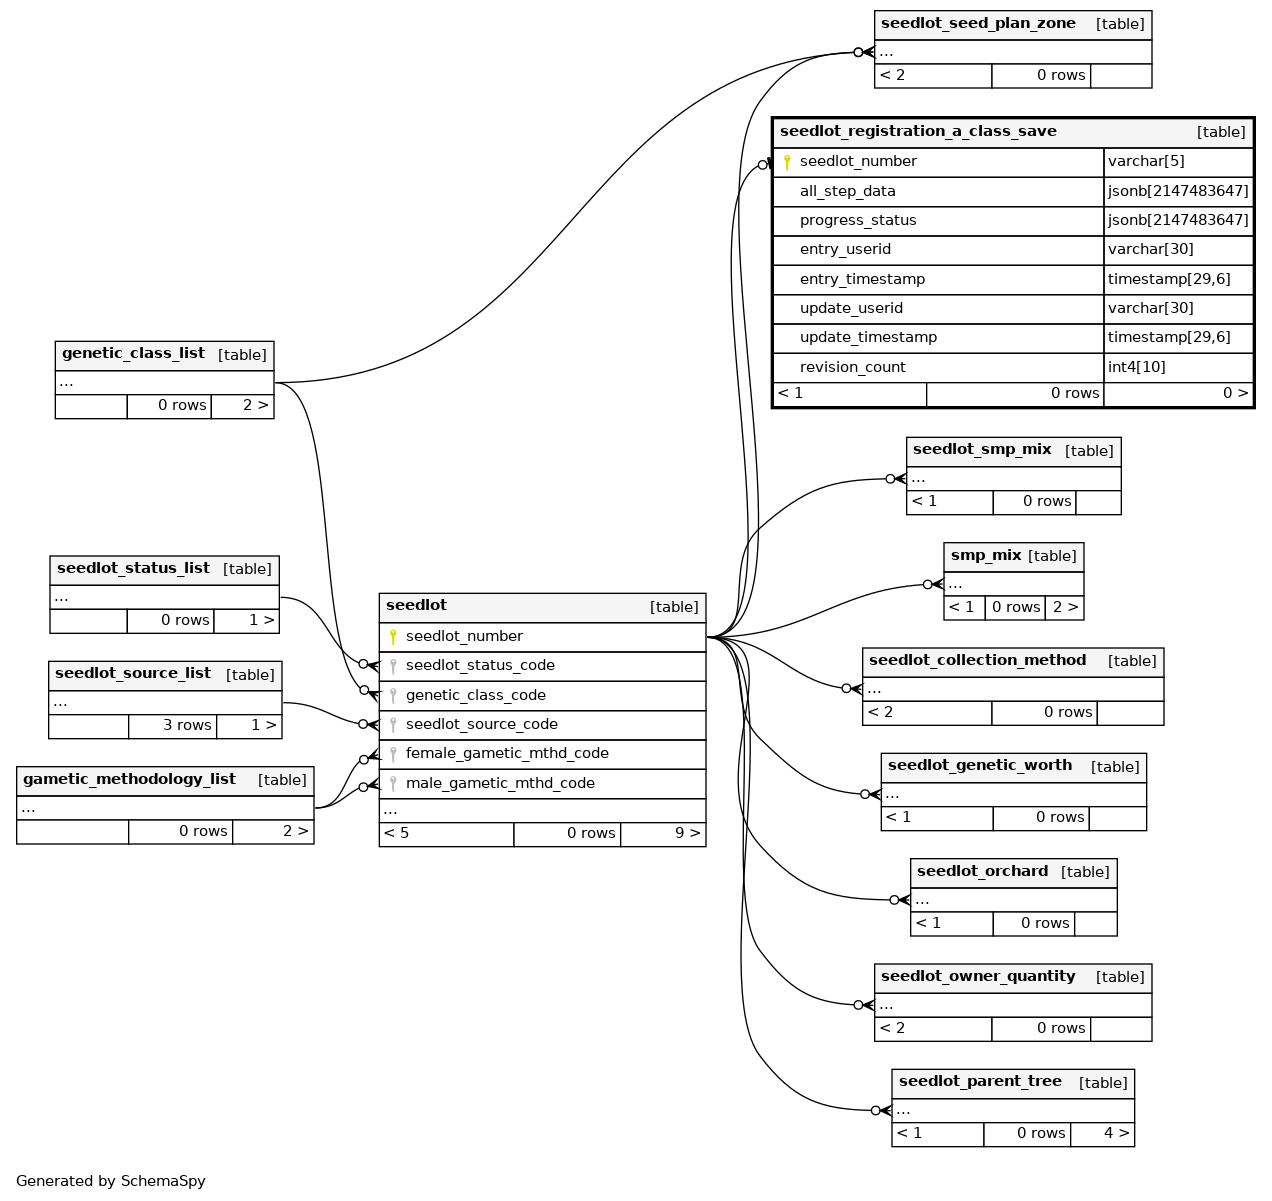 seedlot_seed_plan_zone [table]
...
< 2 0 rows
seedlot_registration_a_class_save [table]
seedlot_number varchar[5]
all_step_data jsonb[2147483647]
progress_status jsonb[2147483647]
entry_userid varchar[30]
entry_timestamp timestamp[29,6]
update_userid varchar[30]
update_timestamp timestamp[29,6]
revision_count int4[10]
< 1 0 rows 0 >
genetic_class_list [table]
...
0 rows 2 >
seedlot_smp_mix [table]
...
< 1 0 rows
smp_mix [table]
...
< 1 0 rows 2 >
seedlot_status_list [table]
...
0 rows 1 >
seedlot_source_list [table]
...
3 rows 1 >
gametic_methodology_list [table]
...
0 rows 2 >
seedlot [table]
seedlot_number
seedlot_status_code
genetic_class_code
seedlot_source_code
female_gametic_mthd_code
male_gametic_mthd_code
...
< 5 0 rows 9 >
seedlot_collection_method [table]
...
< 2 0 rows
seedlot_genetic_worth [table]
...
< 1 0 rows
seedlot_orchard [table]
...
< 1 0 rows
seedlot_owner_quantity [table]
...
< 2 0 rows
seedlot_parent_tree [table]
...
< 1 0 rows 4 >
Generated by SchemaSpy